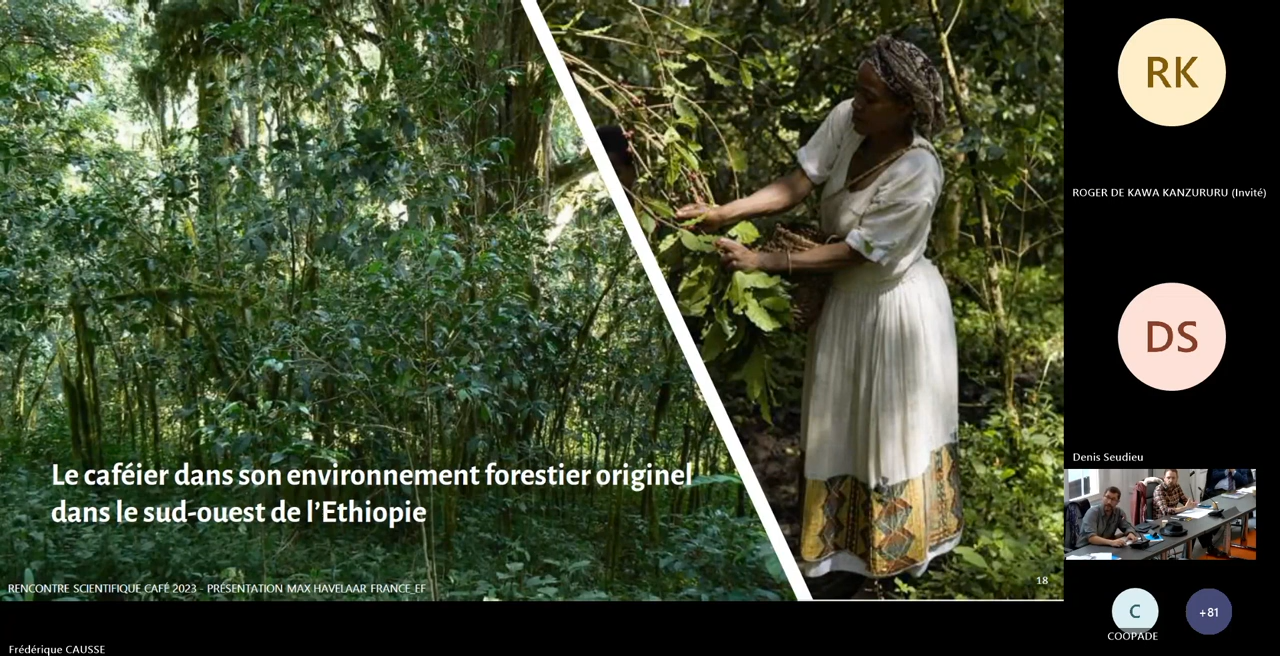 Le caféier dans son environnement forestier originel
dans le sud-ouest de l'Ethiopie
RENCONTRE SCIENTIFIQUE CAFÉ 2023 - PRÉSENTATION MAX HAVELAAR FRANCE_EF
18
Frédérique CAUSSE
RK
ROGER DE KAWA KANZURURU (Invité)
DS
Denis Seudieu
C
COOPADE
+81